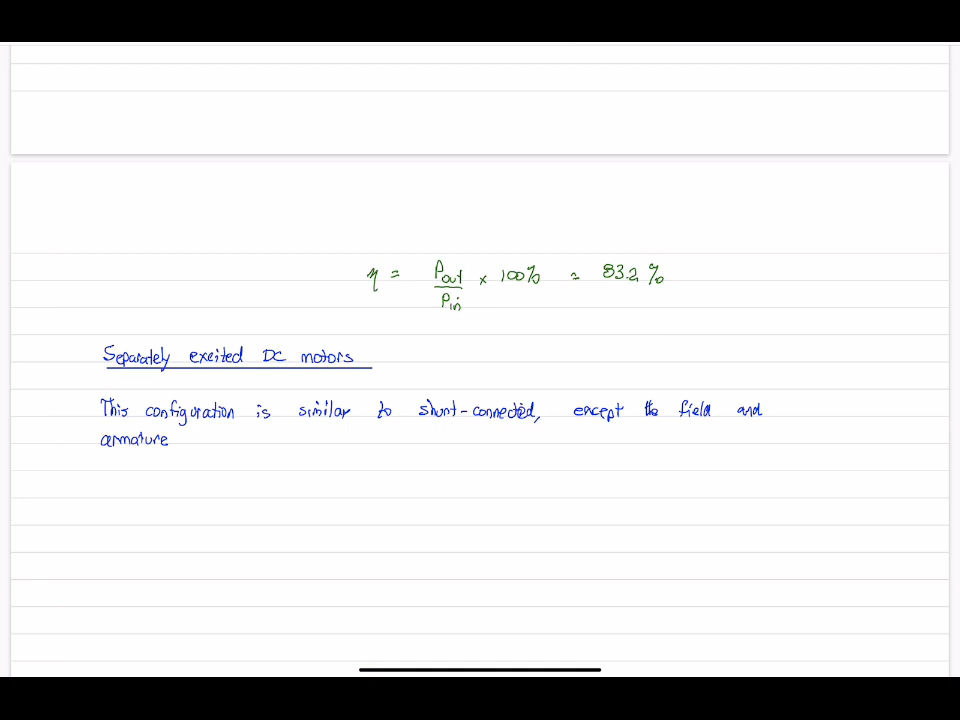 η = Pout/Pin × 100% = 83.2 %
Separately excited DC motors
This configuration is similar to shunt-connected, except the field and
armature